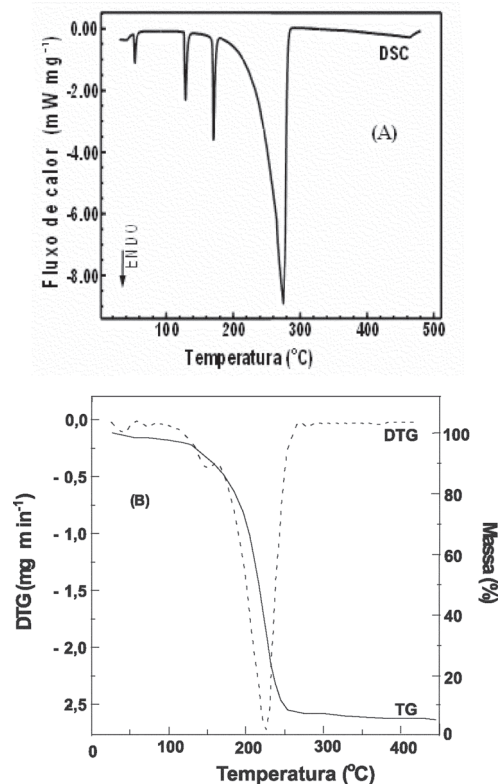 0.00
-2.00
-4.00
-6.00
-8.00
Fluxo de calor (mW mg⁻¹)
DSC
(A)
ENDO
100 200 300 400 500
Temperatura (°C)
0,0
- 0,5
- 1,0
- 1,5
- 2,0
2,5
DTG (mg m in⁻¹)
DTG
(B)
TG
100
80
60
40
20
0
Massa (%)
0 100 200 300 400
Temperatura (ºC)